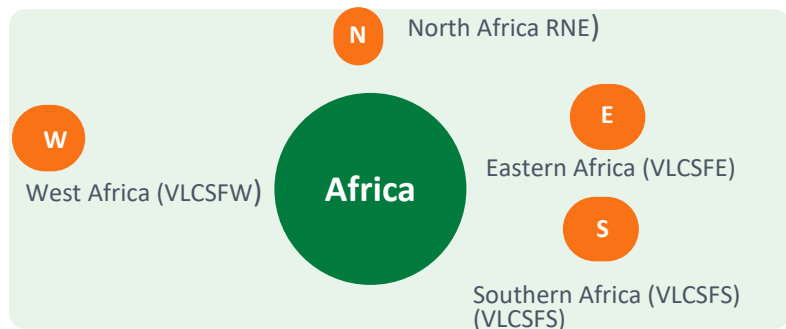 N
North Africa RNE)
W
West Africa (VLCSFW)
Africa
E
Eastern Africa (VLCSFE)
S
Southern Africa (VLCSFS)
(VLCSFS)